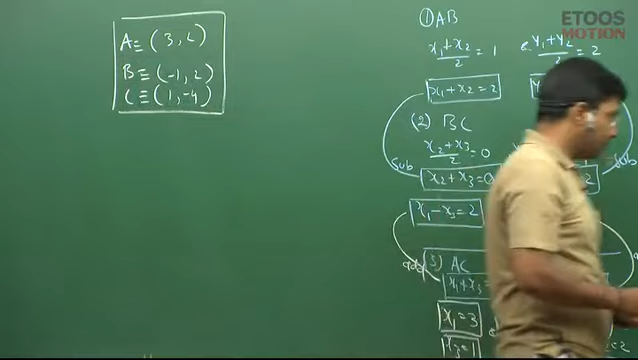 A ≡ (3, 2)
B ≡ (-1, 2)
C ≡ (1, -4)
① AB
x₁+x₂/2 = 1 & y₁+y₂/2 = 2
x₁+x₂ = 2
(2) BC
x₂+x₃/2 = 0
Sub x₂+x₃=0 2 Sub
x₁-x₃=2
(3) AC
add x₁+x₃=
x₁=3
x₃=1
ETOOS
MOTION